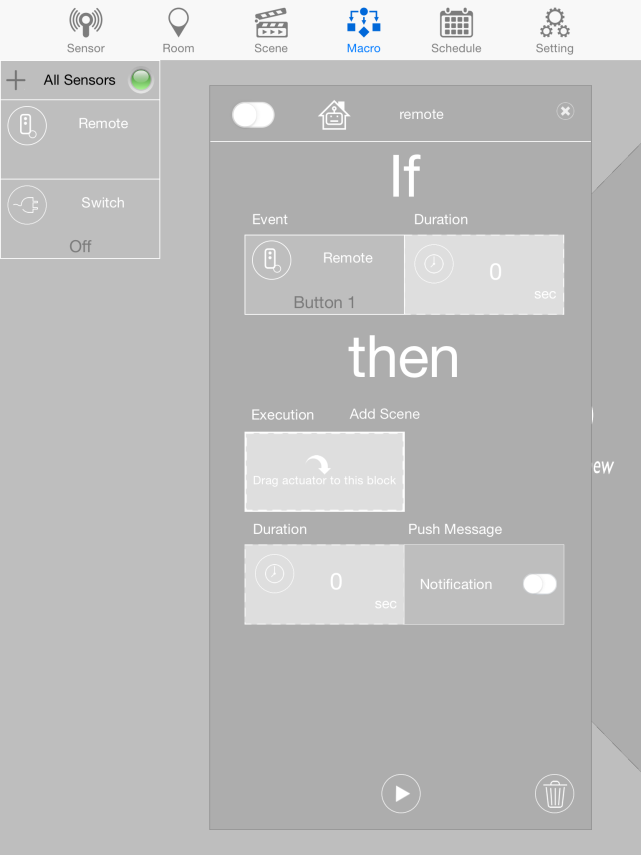 Sensor Room Scene Macro Schedule Setting
All Sensors
Remote
Switch
Off
remote
If
Event Duration
Remote 0
sec
Button 1
then
Execution Add Scene
Drag actuator to this block
ew
Duration Push Message
0 Notification
sec